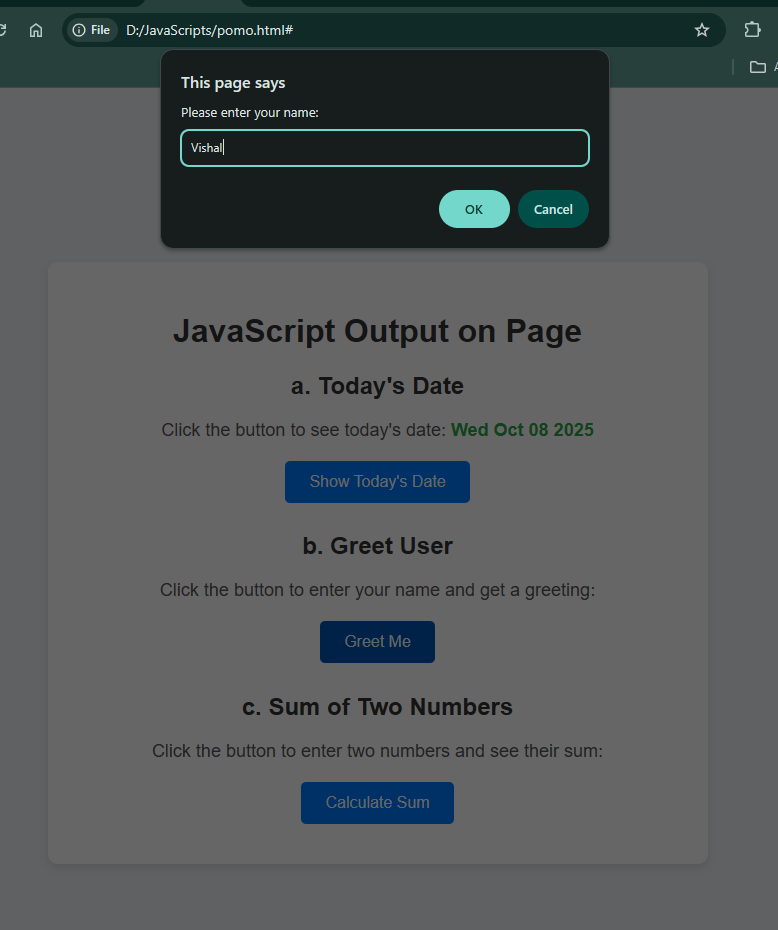 File D:/JavaScripts/pomo.html#
This page says
Please enter your name:
Vishal
OK Cancel
JavaScript Output on Page
a. Today's Date
Click the button to see today's date: Wed Oct 08 2025
Show Today's Date
b. Greet User
Click the button to enter your name and get a greeting:
Greet Me
c. Sum of Two Numbers
Click the button to enter two numbers and see their sum:
Calculate Sum